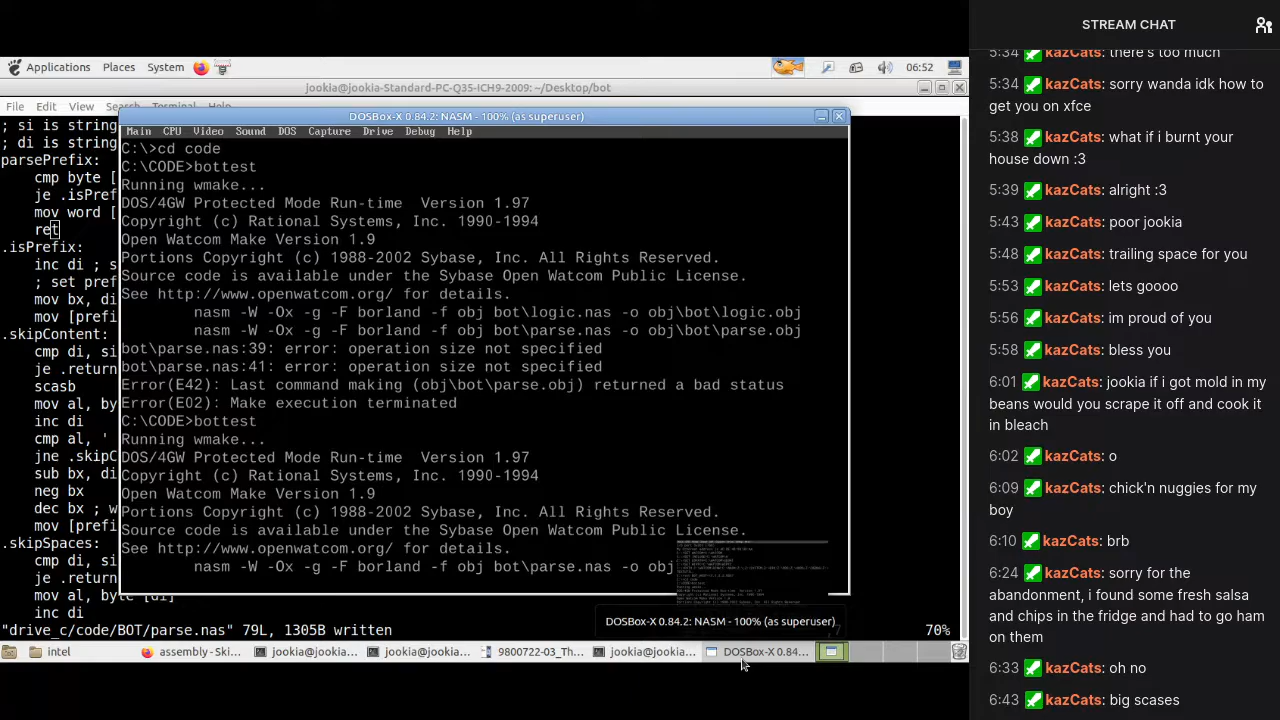 Applications Places System 06:52
jookia@jookia-Standard-PC-Q35-ICH9-2009: ~/Desktop/bot
File Edit View Search Terminal Help
DOSBox-X 0.84.2: NASM - 100% (as superuser)
Main CPU Video Sound DOS Capture Drive Debug Help
; si is string
; di is string
parsePrefix:
cmp byte [
je .isPref
mov word [
ret
.isPrefix:
inc di ; s
; set pref
mov bx, di
mov [prefi
.skipContent:
cmp di, si
je .return
scasb
mov al, by
inc di
cmp al, '
jne .skipC
sub bx, di
neg bx
dec bx ; w
mov [prefi
.skipSpaces:
cmp di, si
je .return
mov al, byte [di]
inc di
"drive_c/code/BOT/parse.nas" 79L, 1305B written
70%
C:\>cd code
C:\CODE>bottest
Running wmake...
DOS/4GW Protected Mode Run-time  Version 1.97
Copyright (c) Rational Systems, Inc. 1990-1994
Open Watcom Make Version 1.9
Portions Copyright (c) 1988-2002 Sybase, Inc. All Rights Reserved.
Source code is available under the Sybase Open Watcom Public License.
See http://www.openwatcom.org/ for details.
nasm -W -Ox -g -F borland -f obj bot\logic.nas -o obj\bot\logic.obj
nasm -W -Ox -g -F borland -f obj bot\parse.nas -o obj\bot\parse.obj
bot\parse.nas:39: error: operation size not specified
bot\parse.nas:41: error: operation size not specified
Error(E42): Last command making (obj\bot\parse.obj) returned a bad status
Error(E02): Make execution terminated
C:\CODE>bottest
Running wmake...
DOS/4GW Protected Mode Run-time  Version 1.97
Copyright (c) Rational Systems, Inc. 1990-1994
Open Watcom Make Version 1.9
Portions Copyright (c) 1988-2002 Sybase, Inc. All Rights Reserved.
Source code is available under the Sybase Open Watcom Public License.
See http://www.openwatcom.org/ for details.
nasm -W -Ox -g -F borland -f obj bot\parse.nas -o obj
DOSBox-X 0.84.2: NASM - 100% (as superuser)
intel
assembly - Ski...
jookia@jookia...
jookia@jookia...
9800722-03_Th...
jookia@jookia...
DOSBox-X 0.84...
STREAM CHAT
5:34 kazCats: there's too much
5:34 kazCats: sorry wanda idk how to
get you on xfce
5:38 kazCats: what if i burnt your
house down :3
5:39 kazCats: alright :3
5:43 kazCats: poor jookia
5:48 kazCats: trailing space for you
5:53 kazCats: lets goooo
5:56 kazCats: im proud of you
5:58 kazCats: bless you
6:01 kazCats: jookia if i got mold in my
beans would you scrape it off and cook it
in bleach
6:02 kazCats: o
6:09 kazCats: chick'n nuggies for my
boy
6:10 kazCats: brb
6:24 kazCats: sorry for the
abandonment, i found some fresh salsa
and chips in the fridge and had to go ham
on them
6:33 kazCats: oh no
6:43 kazCats: big scases